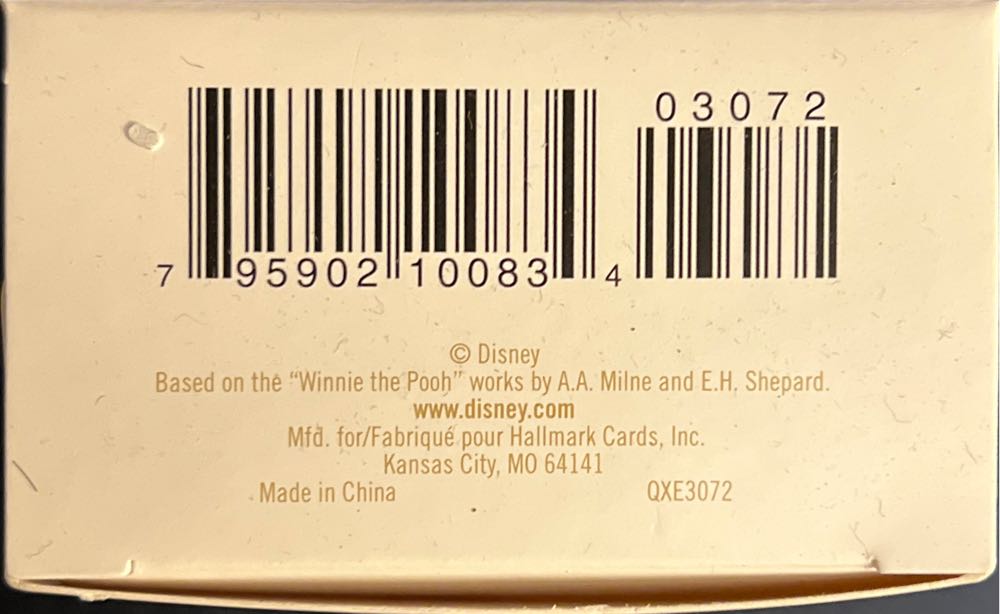 03072
7 95902 10083 4
© Disney
Based on the “Winnie the Pooh” works by A.A. Milne and E.H. Shepard.
www.disney.com
Mfd. for/Fabriqué pour Hallmark Cards, Inc.
Kansas City, MO 64141
Made in China QXE3072